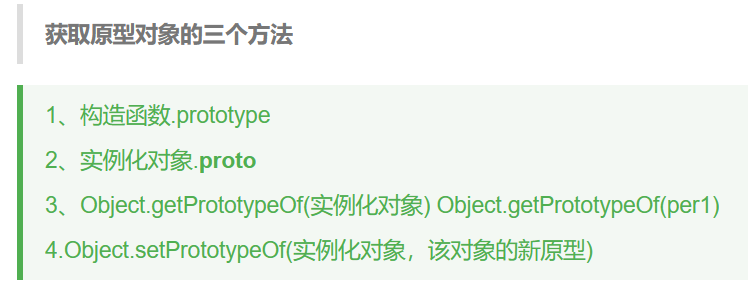 获取原型对象的三个方法
1、构造函数.prototype
2、实例化对象.proto
3、Object.getPrototypeOf(实例化对象) Object.getPrototypeOf(per1)
4.Object.setPrototypeOf(实例化对象，该对象的新原型)